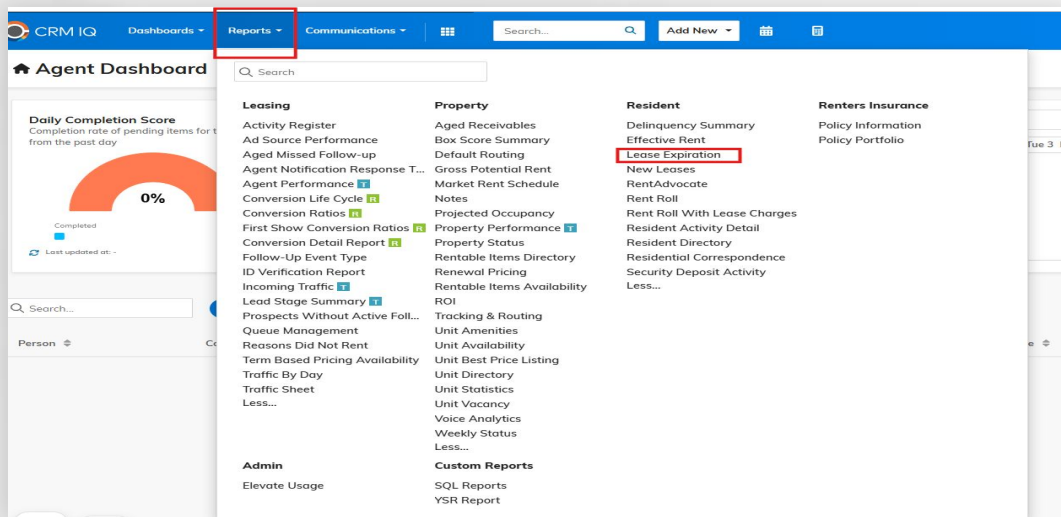 CRM IQ Dashboards Reports Communications Search... Add New
Agent Dashboard
Search
Daily Completion Score
Completion rate of pending items for t
from the past day
0%
Completed
Last updated at: -
Search...
Person
Co
Leasing
Activity Register
Ad Source Performance
Aged Missed Follow-up
Agent Notification Response T...
Agent Performance T
Conversion Life Cycle R
Conversion Ratios R
First Show Conversion Ratios R
Conversion Detail Report R
Follow-Up Event Type
ID Verification Report
Incoming Traffic T
Lead Stage Summary T
Prospects Without Active Foll...
Queue Management
Reasons Did Not Rent
Term Based Pricing Availability
Traffic By Day
Traffic Sheet
Less...
Property
Aged Receivables
Box Score Summary
Default Routing
Gross Potential Rent
Market Rent Schedule
Notes
Projected Occupancy
Property Performance T
Property Status
Rentable Items Directory
Renewal Pricing
Rentable Items Availability
ROI
Tracking & Routing
Unit Amenities
Unit Availability
Unit Best Price Listing
Unit Directory
Unit Statistics
Unit Vacancy
Voice Analytics
Weekly Status
Less...
Resident
Delinquency Summary
Effective Rent
Lease Expiration
New Leases
RentAdvocate
Rent Roll
Rent Roll With Lease Charges
Resident Activity Detail
Resident Directory
Residential Correspondence
Security Deposit Activity
Less...
Renters Insurance
Policy Information
Policy Portfolio
Admin
Elevate Usage
Custom Reports
SQL Reports
YSR Report
Tue 3
e